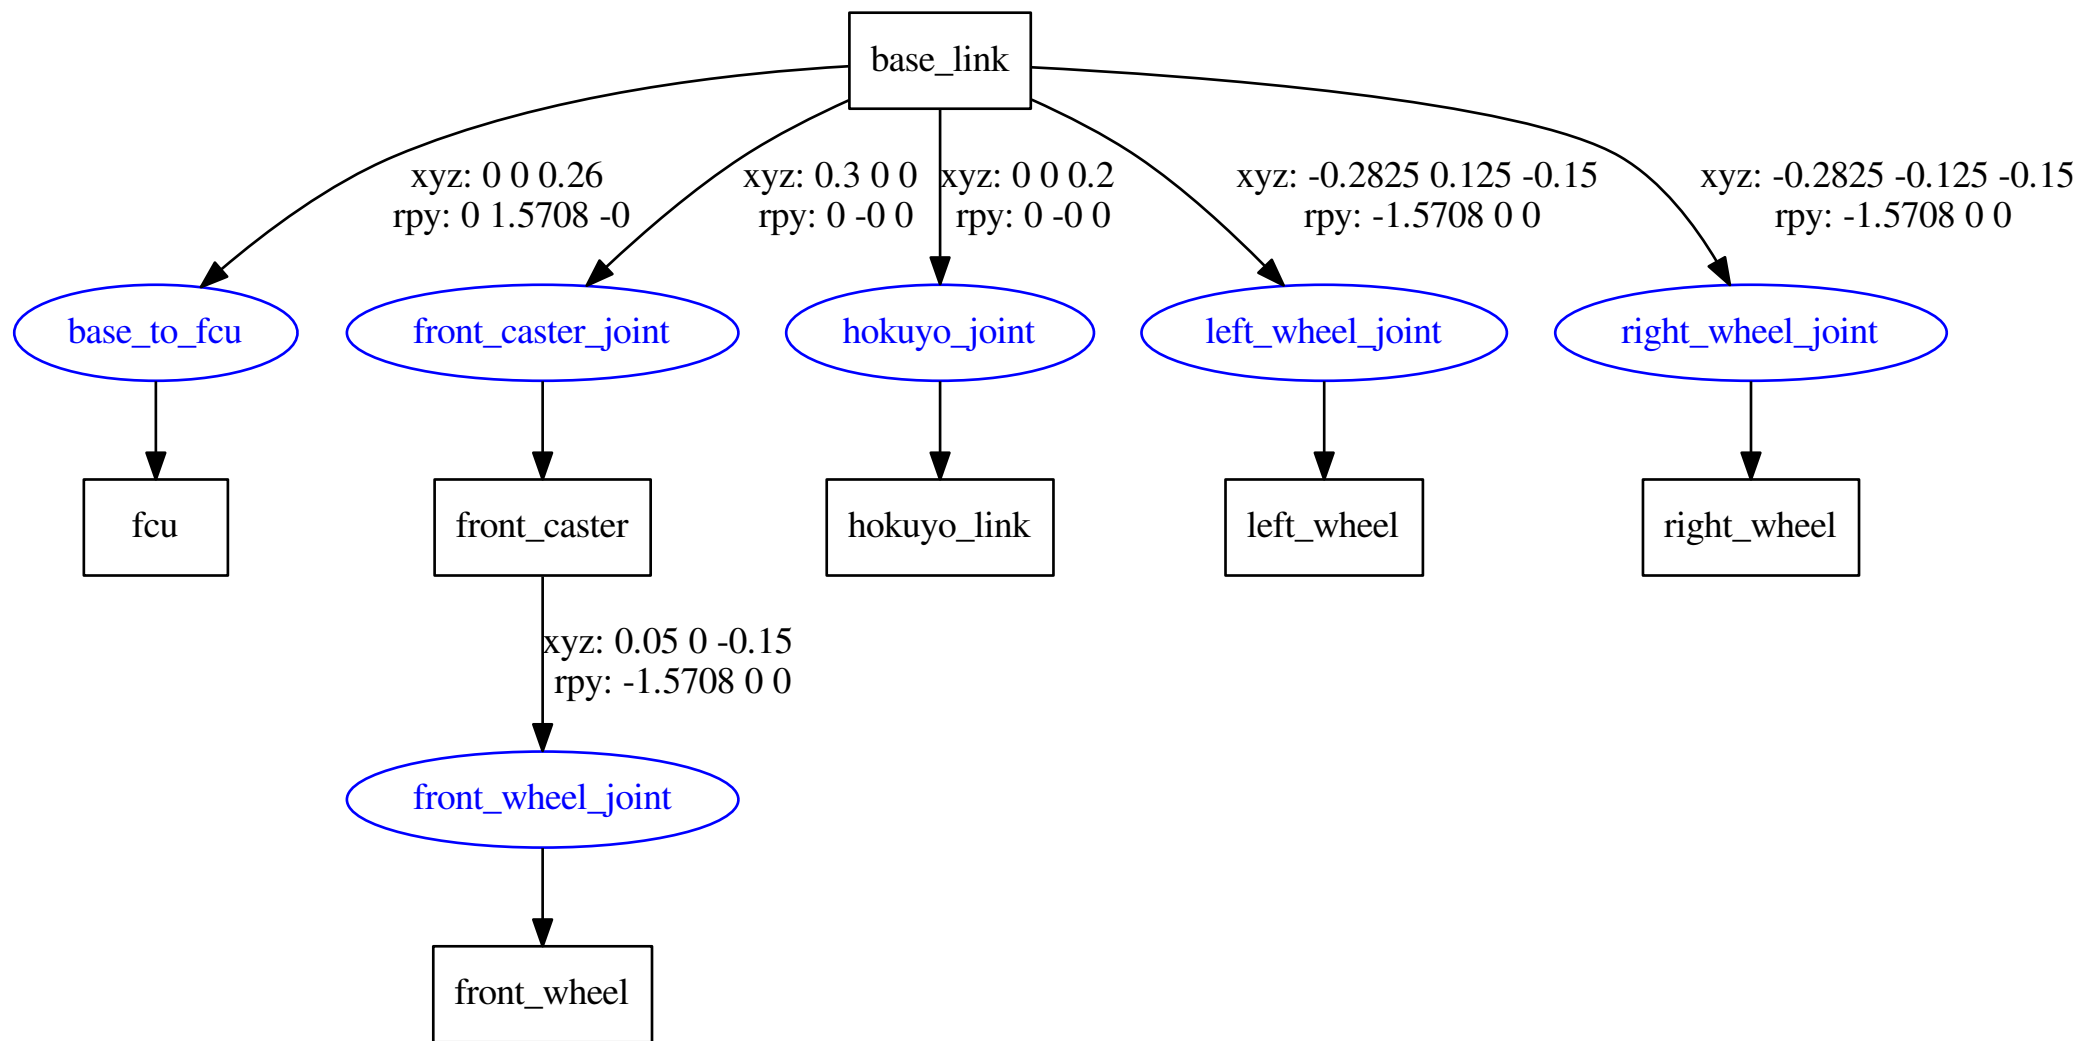 base_link
xyz: 0 0 0.26
rpy: 0 1.5708 -0
xyz: 0.3 0 0
rpy: 0 -0 0
xyz: 0 0 0.2
rpy: 0 -0 0
xyz: -0.2825 0.125 -0.15
rpy: -1.5708 0 0
xyz: -0.2825 -0.125 -0.15
rpy: -1.5708 0 0
base_to_fcu
front_caster_joint
hokuyo_joint
left_wheel_joint
right_wheel_joint
fcu
front_caster
hokuyo_link
left_wheel
right_wheel
xyz: 0.05 0 -0.15
rpy: -1.5708 0 0
front_wheel_joint
front_wheel